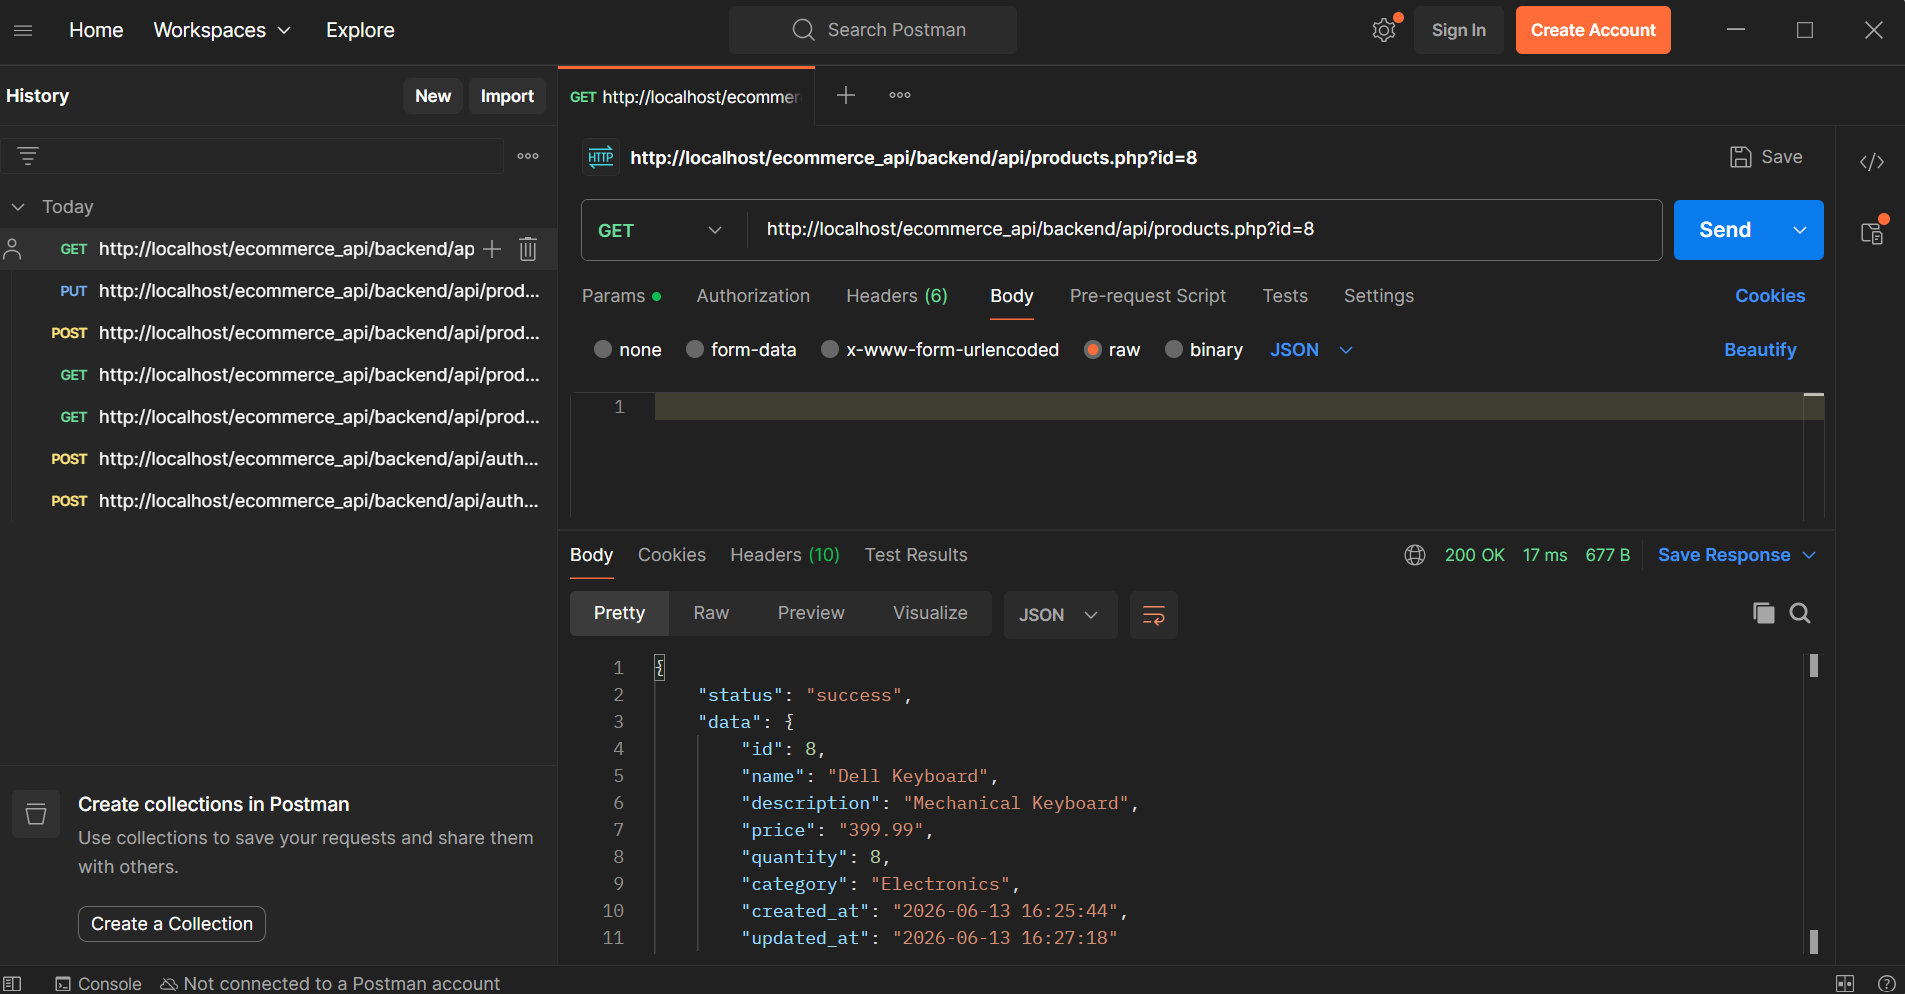 Home Workspaces Explore Search Postman Sign In Create Account
History New Import
GET http://localhost/ecommer
HTTP http://localhost/ecommerce_api/backend/api/products.php?id=8 Save
Today
GET http://localhost/ecommerce_api/backend/ap
PUT http://localhost/ecommerce_api/backend/api/prod...
POST http://localhost/ecommerce_api/backend/api/prod...
GET http://localhost/ecommerce_api/backend/api/prod...
GET http://localhost/ecommerce_api/backend/api/prod...
POST http://localhost/ecommerce_api/backend/api/auth...
POST http://localhost/ecommerce_api/backend/api/auth...
Create collections in Postman
Use collections to save your requests and share them
with others.
Create a Collection
GET http://localhost/ecommerce_api/backend/api/products.php?id=8 Send
Params Authorization Headers (6) Body Pre-request Script Tests Settings Cookies
none form-data x-www-form-urlencoded raw binary JSON Beautify
1
Body Cookies Headers (10) Test Results 200 OK 17 ms 677 B Save Response
Pretty Raw Preview Visualize JSON
1 {
2 "status": "success",
3 "data": {
4 "id": 8,
5 "name": "Dell Keyboard",
6 "description": "Mechanical Keyboard",
7 "price": "399.99",
8 "quantity": 8,
9 "category": "Electronics",
10 "created_at": "2026-06-13 16:25:44",
11 "updated_at": "2026-06-13 16:27:18"
Console Not connected to a Postman account